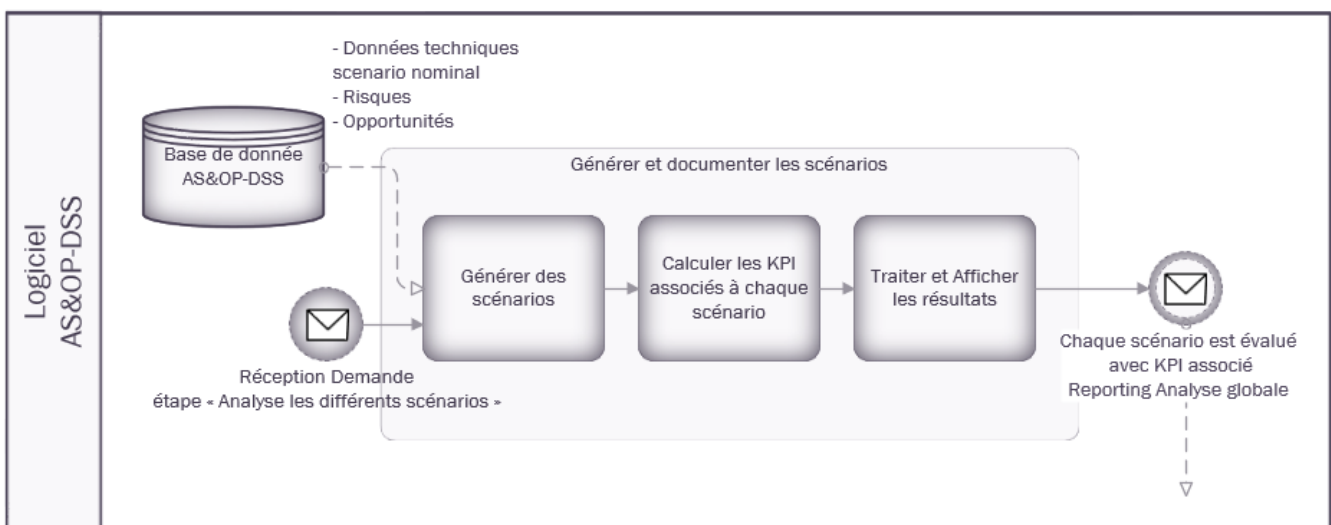 Logiciel
AS&OP-DSS
- Données techniques
scenario nominal
- Risques
- Opportunités
Base de donnée
AS&OP-DSS
Générer et documenter les scénarios
Générer des
scénarios
Calculer les KPI
associés à chaque
scénario
Traiter et Afficher
les résultats
Réception Demande
étape « Analyse les différents scénarios »
Chaque scénario est évalué
avec KPI associé
Reporting Analyse globale